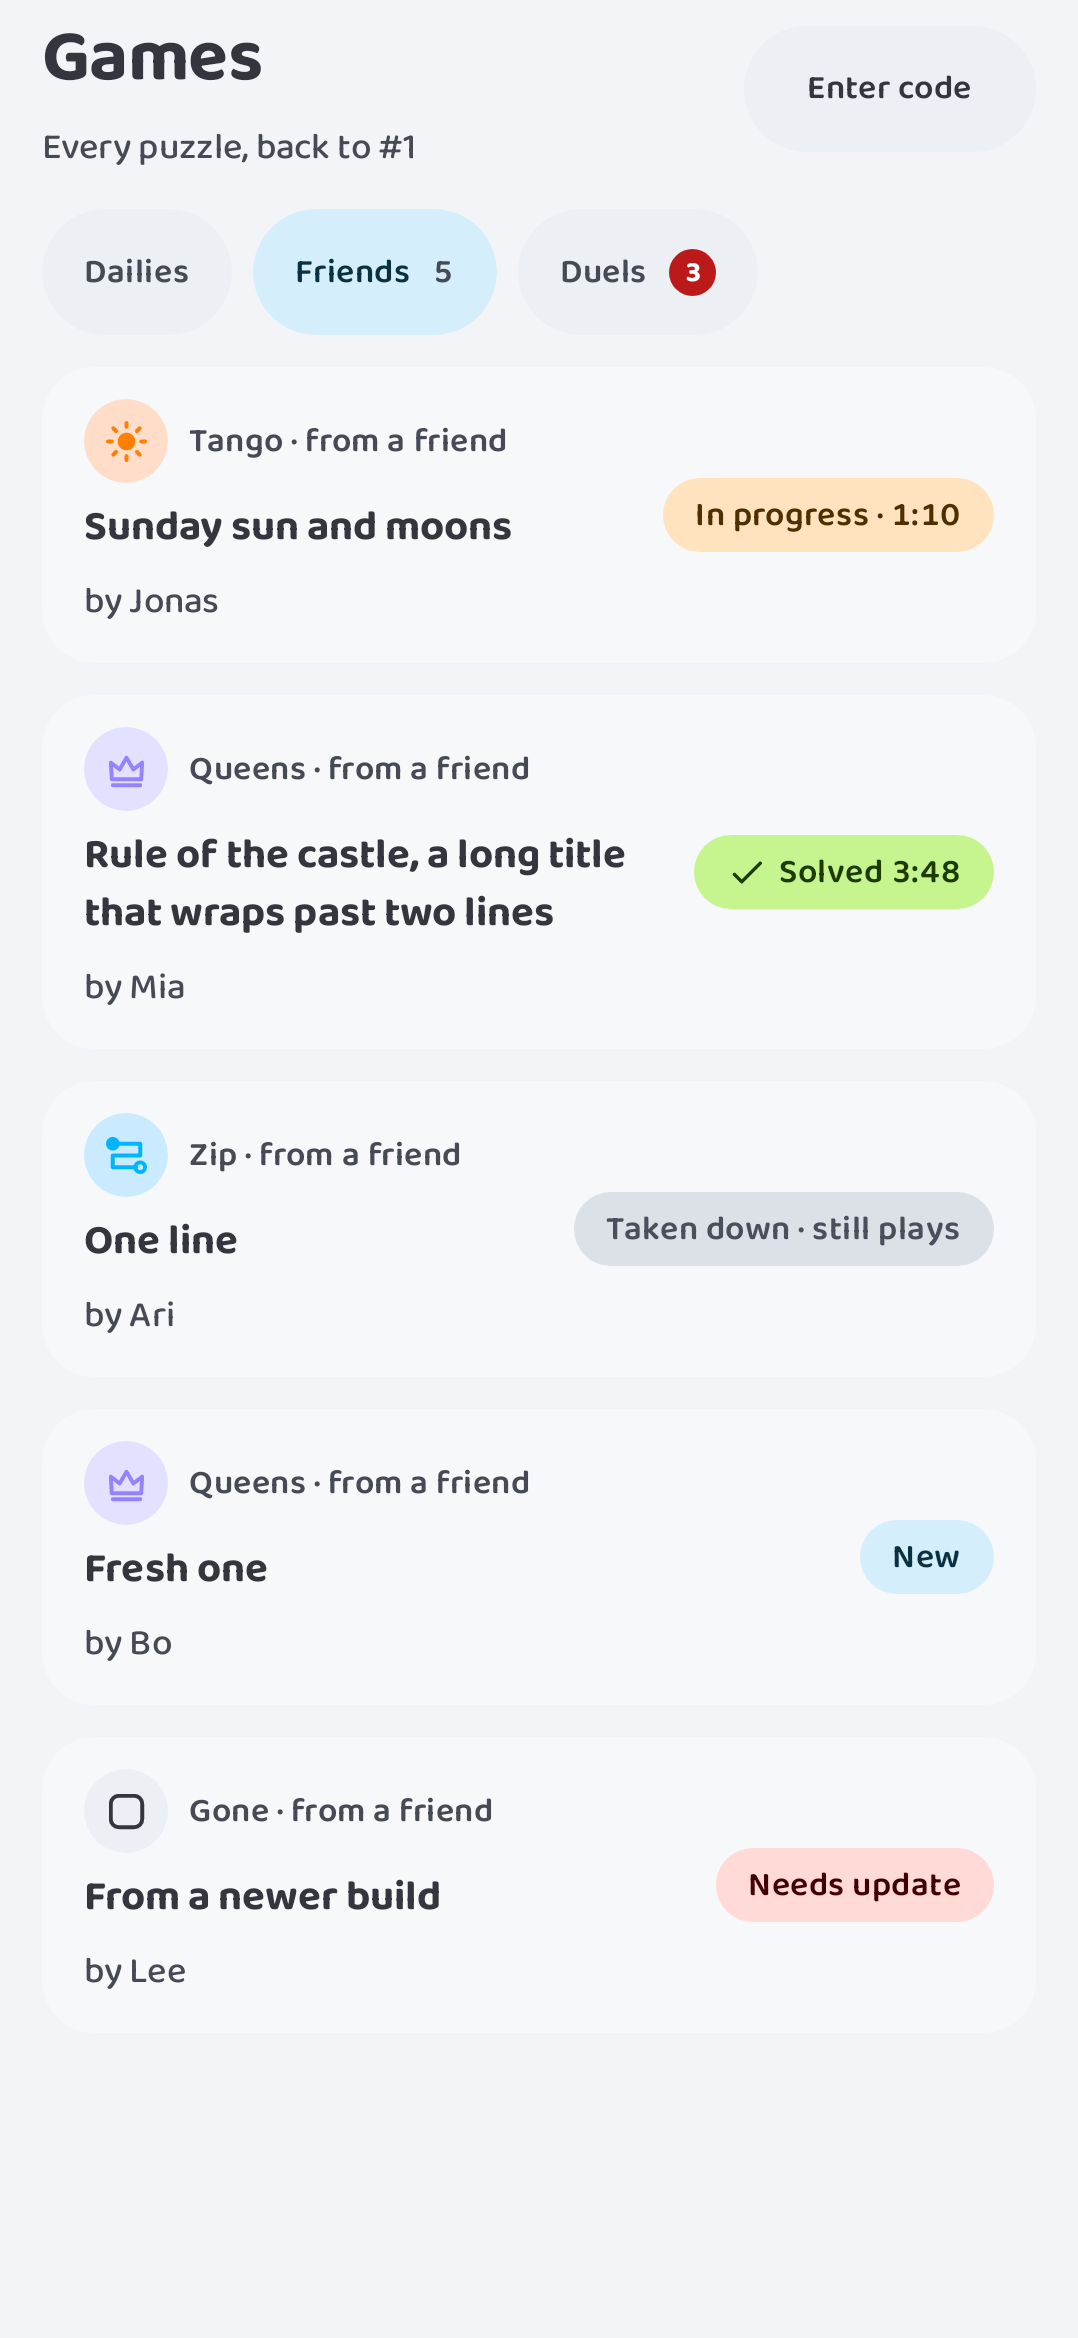 Games
Enter code
Every puzzle, back to #1
Dailies
Friends 5
Duels 3
Tango · from a friend
Sunday sun and moons
In progress · 1:10
by Jonas
Queens · from a friend
Rule of the castle, a long title
that wraps past two lines
Solved 3:48
by Mia
Zip · from a friend
One line
Taken down · still plays
by Ari
Queens · from a friend
Fresh one
New
by Bo
Gone · from a friend
From a newer build
Needs update
by Lee